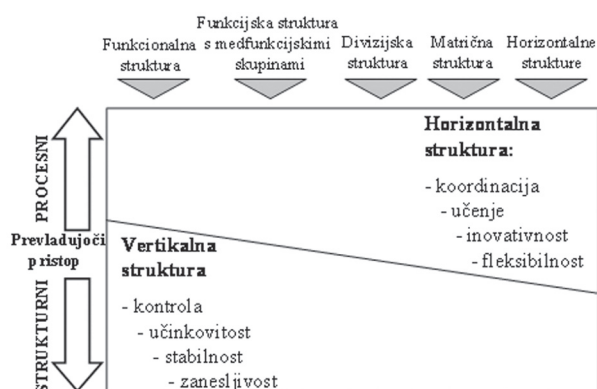 Funkcionalna
struktura
Funkcijska struktura
s medfunkcijskimi
skupinami
Divizijska
struktura
Matrična
struktura
Horizontalne
strukture
PROCESNI
Prevladujoči
pristop
STRUKTURNI
Horizontalna
struktura:
- koordinacija
- učenje
- inovativnost
- fleksibilnost
Vertikalna
struktura
- kontrola
- učinkovitost
- stabilnost
- zanesljivost